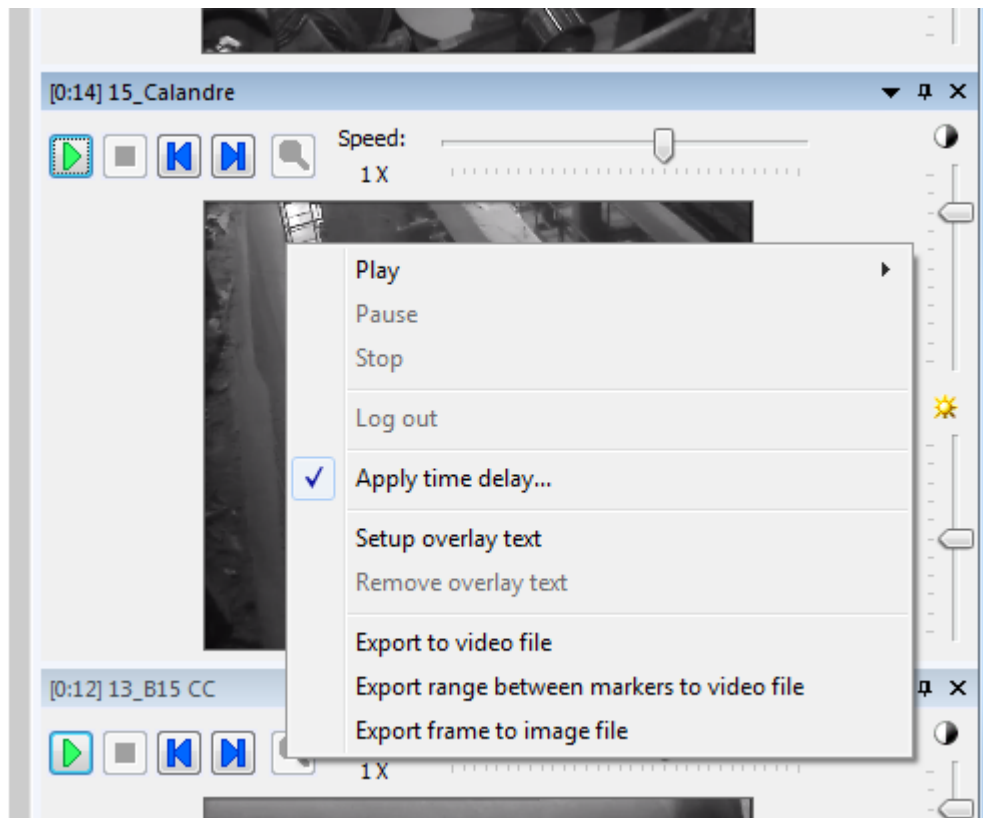 [0:14] 15_Calandre
Speed:
1 X
Play
Pause
Stop
Log out
Apply time delay...
Setup overlay text
Remove overlay text
Export to video file
Export range between markers to video file
Export frame to image file
[0:12] 13_B15 CC
1 X